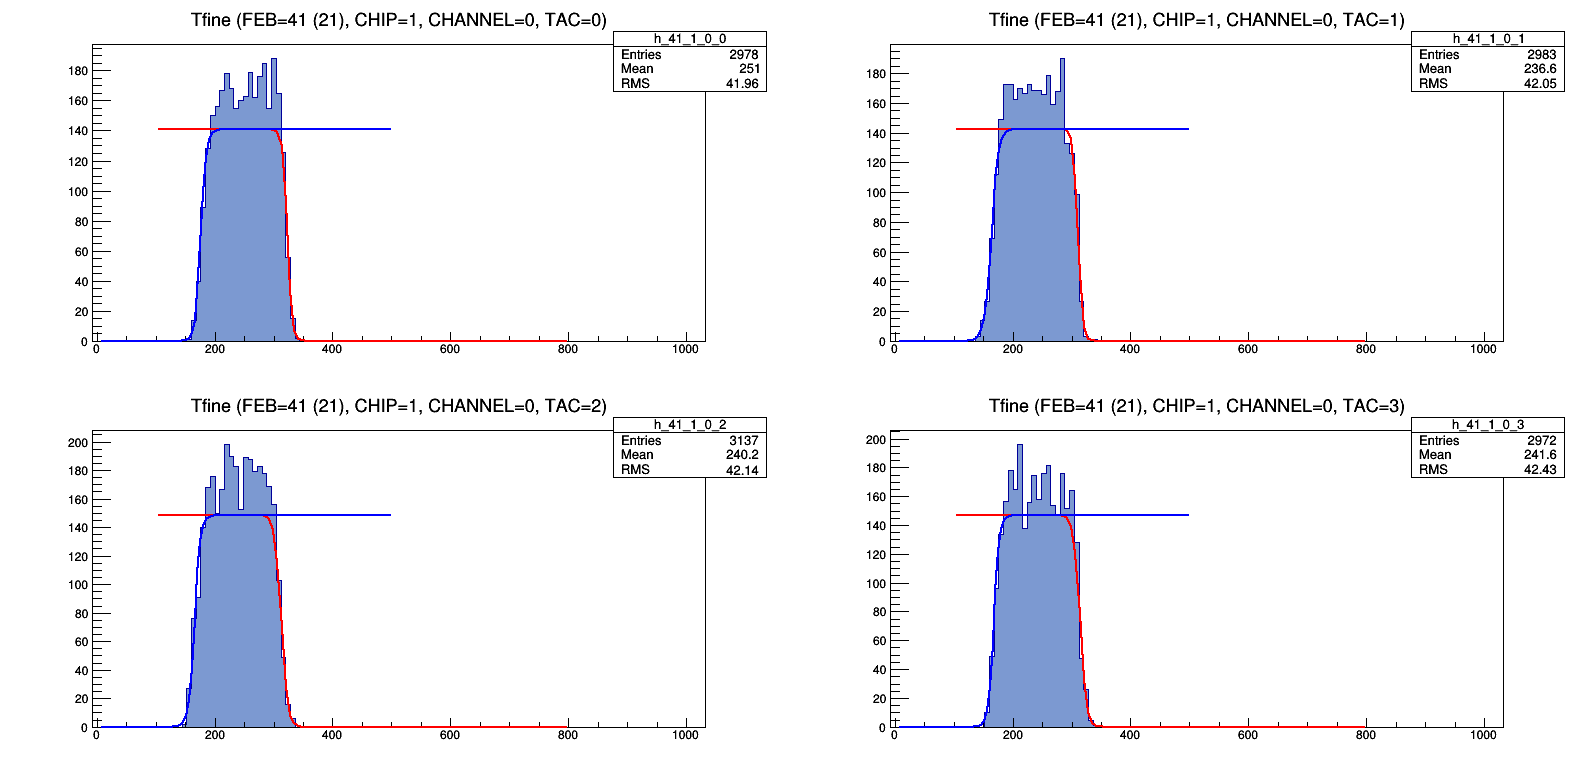 Tfine (FEB=41 (21), CHIP=1, CHANNEL=0, TAC=0)
h_41_1_0_0
Entries 2978
Mean 251
RMS 41.96
180
160
140
120
100
80
60
40
20
0
0 200 400 600 800 1000
Tfine (FEB=41 (21), CHIP=1, CHANNEL=0, TAC=1)
h_41_1_0_1
Entries 2983
Mean 236.6
RMS 42.05
180
160
140
120
100
80
60
40
20
0
0 200 400 600 800 1000
Tfine (FEB=41 (21), CHIP=1, CHANNEL=0, TAC=2)
h_41_1_0_2
Entries 3137
Mean 240.2
RMS 42.14
200
180
160
140
120
100
80
60
40
20
0
0 200 400 600 800 1000
Tfine (FEB=41 (21), CHIP=1, CHANNEL=0, TAC=3)
h_41_1_0_3
Entries 2972
Mean 241.6
RMS 42.43
200
180
160
140
120
100
80
60
40
20
0
0 200 400 600 800 1000